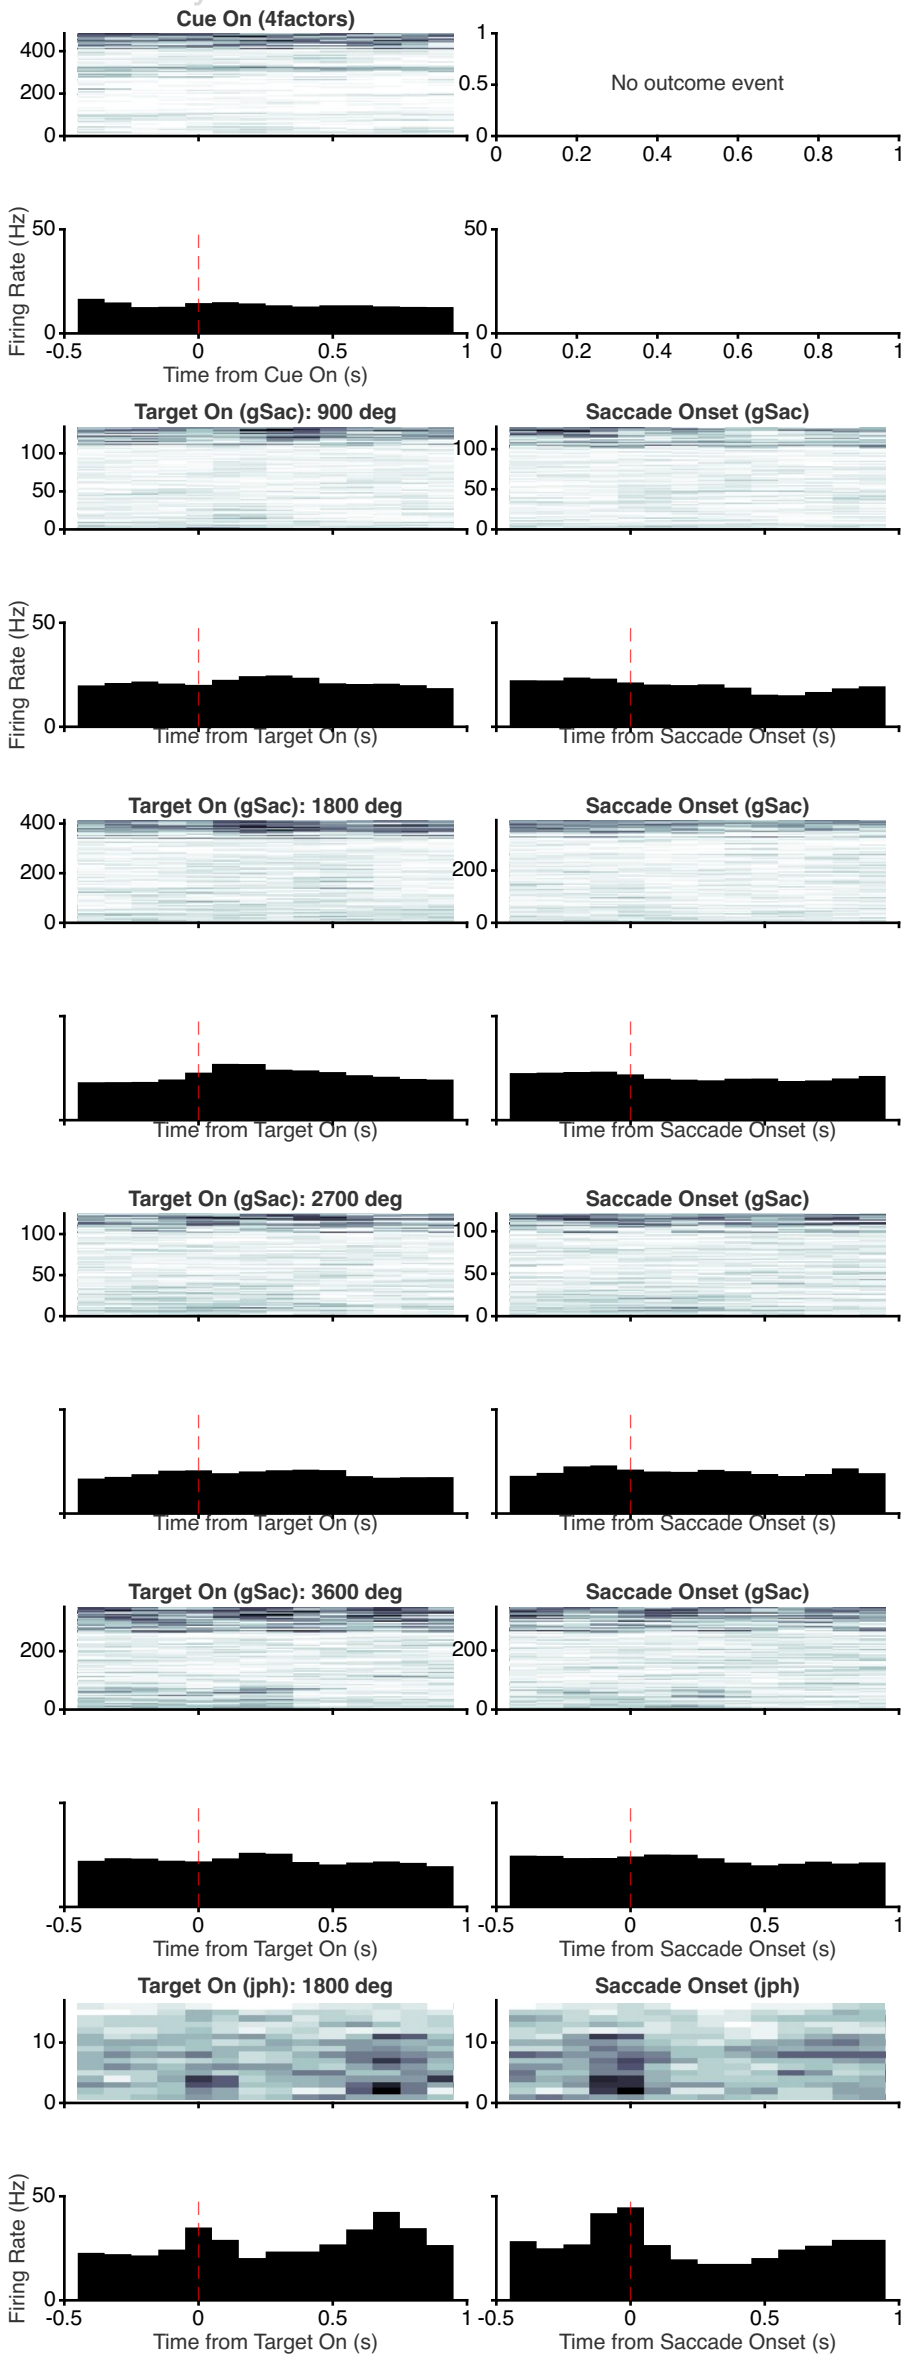 Cue On (4factors)
400
200
0
1
0.5
0
No outcome event
0 0.2 0.4 0.6 0.8 1
Firing Rate (Hz)
50
0
-0.5 0 0.5 1
Time from Cue On (s)
50
0
0 0.2 0.4 0.6 0.8 1
Target On (gSac): 900 deg
100
50
0
Saccade Onset (gSac)
100
50
0
Firing Rate (Hz)
50
0
Time from Target On (s)
Time from Saccade Onset (s)
Target On (gSac): 1800 deg
400
200
0
Saccade Onset (gSac)
200
0
Time from Target On (s)
Time from Saccade Onset (s)
Target On (gSac): 2700 deg
100
50
0
Saccade Onset (gSac)
100
50
0
Time from Target On (s)
Time from Saccade Onset (s)
Target On (gSac): 3600 deg
200
0
Saccade Onset (gSac)
200
0
-0.5 0 0.5 1
Time from Target On (s)
-0.5 0 0.5 1
Time from Saccade Onset (s)
Target On (jph): 1800 deg
10
0
Saccade Onset (jph)
10
0
Firing Rate (Hz)
50
0
-0.5 0 0.5 1
Time from Target On (s)
-0.5 0 0.5 1
Time from Saccade Onset (s)